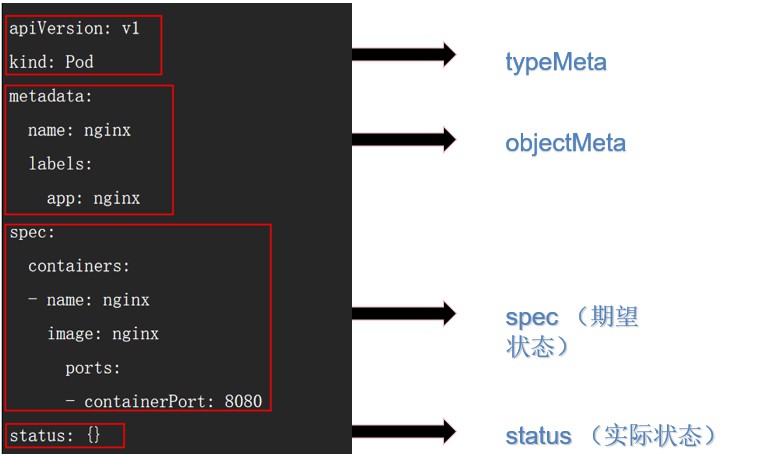 apiVersion: v1
kind: Pod
typeMeta
metadata:
  name: nginx
  labels:
    app: nginx
objectMeta
spec:
  containers:
  - name: nginx
    image: nginx
      ports:
      - containerPort: 8080
spec （期望
状态）
status: {}
status （实际状态）